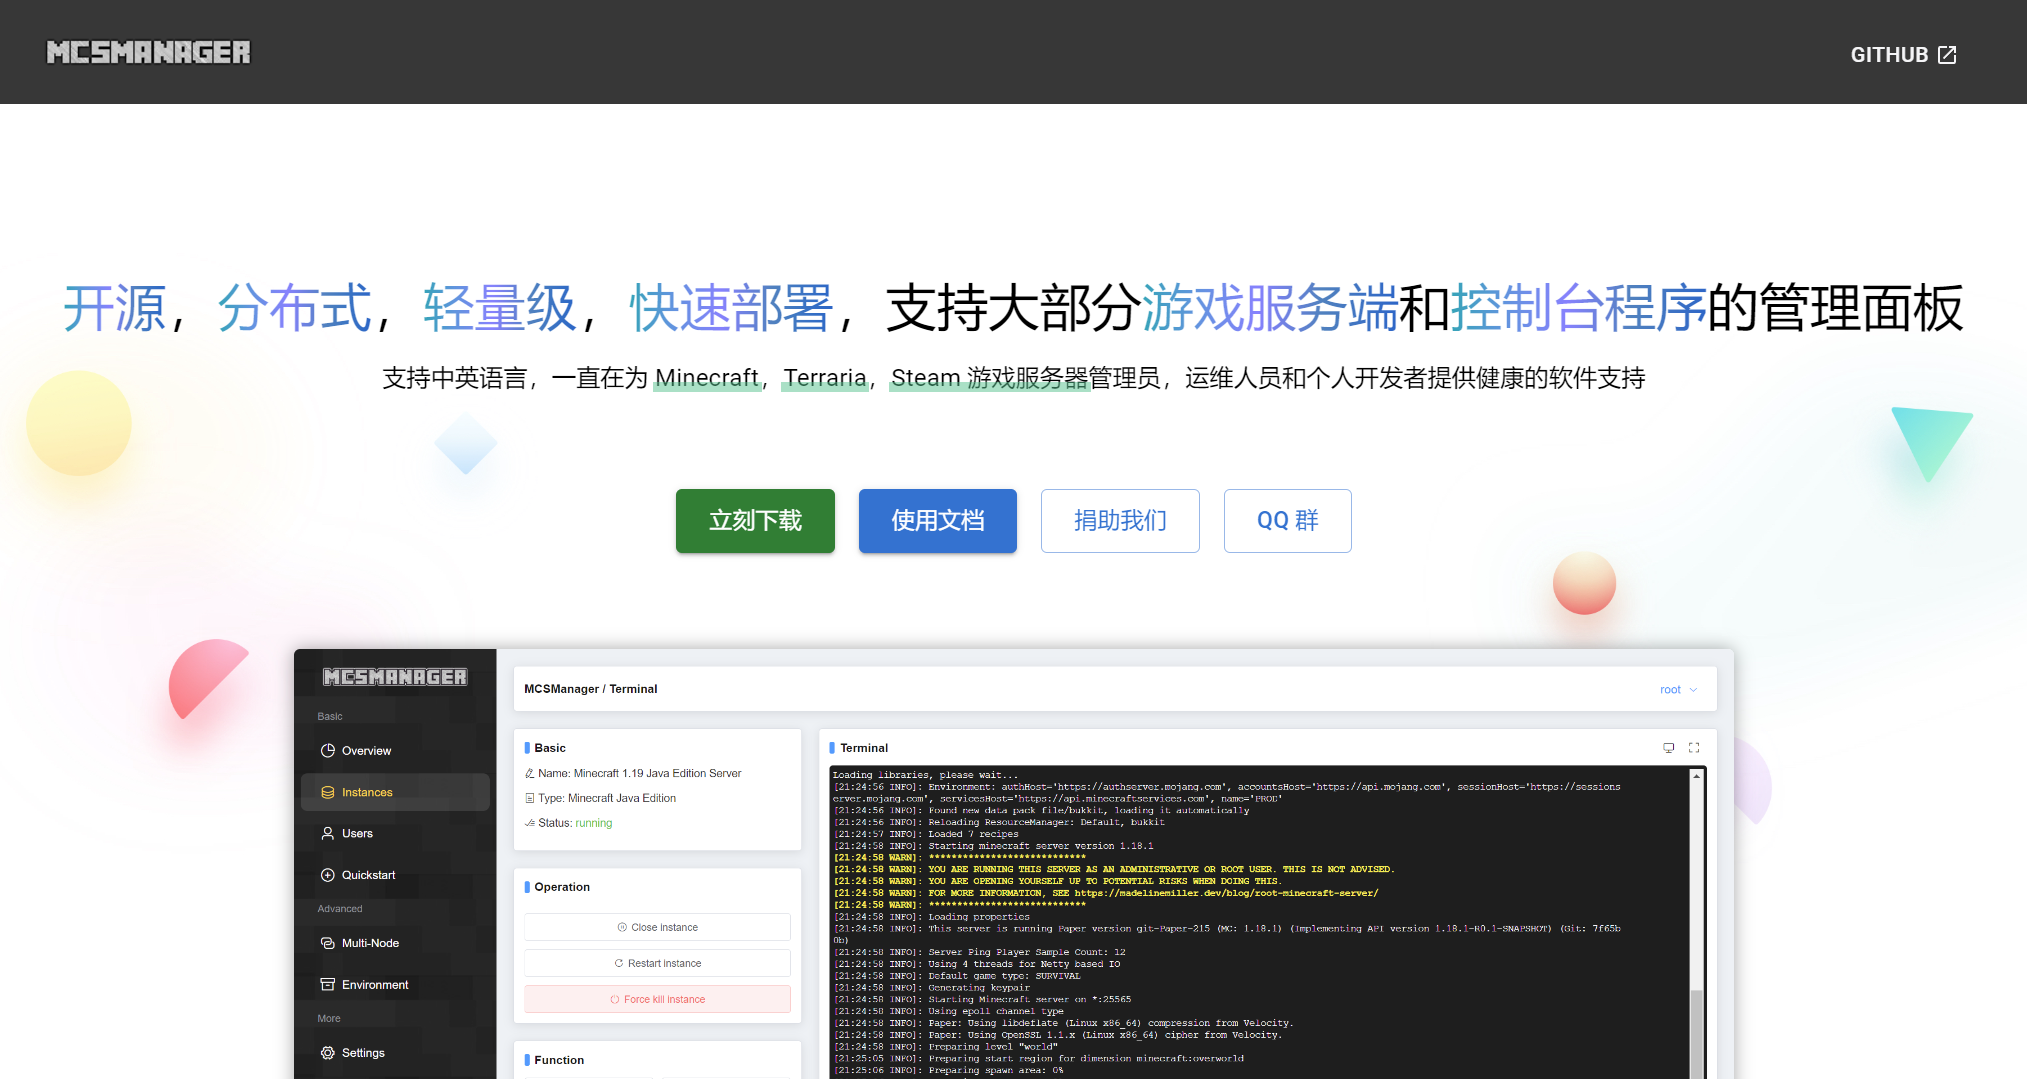 MCSMANAGER
GITHUB
开源，分布式，轻量级，快速部署，支持大部分游戏服务端和控制台程序的管理面板
支持中英语言，一直在为 Minecraft，Terraria，Steam 游戏服务器管理员，运维人员和个人开发者提供健康的软件支持
立刻下载
使用文档
捐助我们
QQ 群
MCSMANAGER
Basic
Overview
Instances
Users
Quickstart
Advanced
Multi-Node
Environment
More
Settings
MCSManager / Terminal
root
Basic
Name: Minecraft 1.19 Java Edition Server
Type: Minecraft Java Edition
Status: running
Operation
Close instance
Restart instance
Force kill instance
Function
Terminal
Loading libraries, please wait...
[21:24:56 INFO]: Environment: authHost='https://authserver.mojang.com', accountsHost='https://api.mojang.com', sessionHost='https://sessions
erver.mojang.com', servicesHost='https://api.minecraftservices.com', name='PROD'
[21:24:56 INFO]: Found new data pack file/bukkit, loading it automatically
[21:24:56 INFO]: Reloading ResourceManager: Default, bukkit
[21:24:57 INFO]: Loaded 7 recipes
[21:24:58 INFO]: Starting minecraft server version 1.18.1
[21:24:58 WARN]: ****************************
[21:24:58 WARN]: YOU ARE RUNNING THIS SERVER AS AN ADMINISTRATIVE OR ROOT USER. THIS IS NOT ADVISED.
[21:24:58 WARN]: YOU ARE OPENING YOURSELF UP TO POTENTIAL RISKS WHEN DOING THIS.
[21:24:58 WARN]: FOR MORE INFORMATION, SEE https://madelinemiller.dev/blog/root-minecraft-server/
[21:24:58 WARN]: ****************************
[21:24:58 INFO]: Loading properties
[21:24:58 INFO]: This server is running Paper version git-Paper-215 (MC: 1.18.1) (Implementing API version 1.18.1-R0.1-SNAPSHOT) (Git: 7f65b
0b)
[21:24:58 INFO]: Server Ping Player Sample Count: 12
[21:24:58 INFO]: Using 4 threads for Netty based IO
[21:24:58 INFO]: Default game type: SURVIVAL
[21:24:58 INFO]: Generating keypair
[21:24:58 INFO]: Starting Minecraft server on *:25565
[21:24:58 INFO]: Using epoll channel type
[21:24:58 INFO]: Paper: Using libdeflate (Linux x86_64) compression from Velocity.
[21:24:58 INFO]: Paper: Using OpenSSL 1.1.x (Linux x86_64) cipher from Velocity.
[21:24:58 INFO]: Preparing level "world"
[21:25:05 INFO]: Preparing start region for dimension minecraft:overworld
[21:25:06 INFO]: Preparing spawn area: 0%